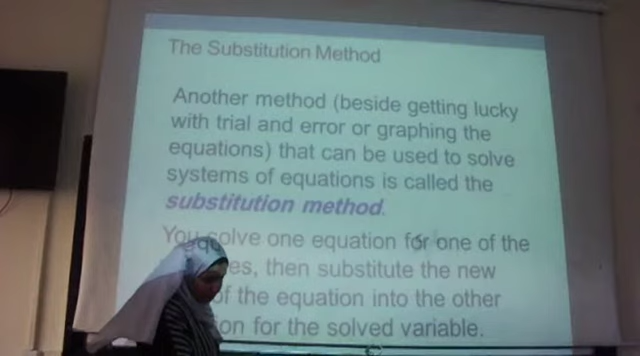 The Substitution Method
Another method (beside getting lucky
with trial and error or graphing the
equations) that can be used to solve
systems of equations is called the
substitution method.
You solve one equation for one of the
then substitute the new
of the equation into the other
for the solved variable.